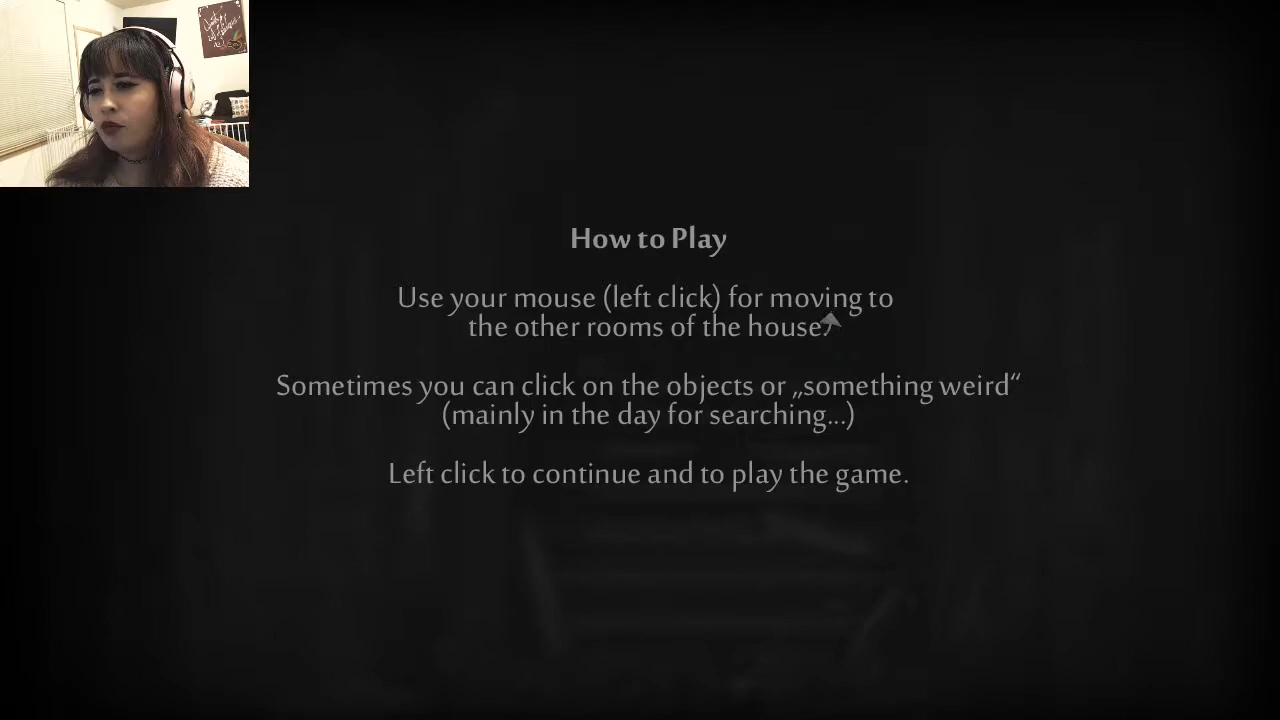 How to Play
Use your mouse (left click) for moving to
the other rooms of the house.
Sometimes you can click on the objects or „something weird“
(mainly in the day for searching...)
Left click to continue and to play the game.